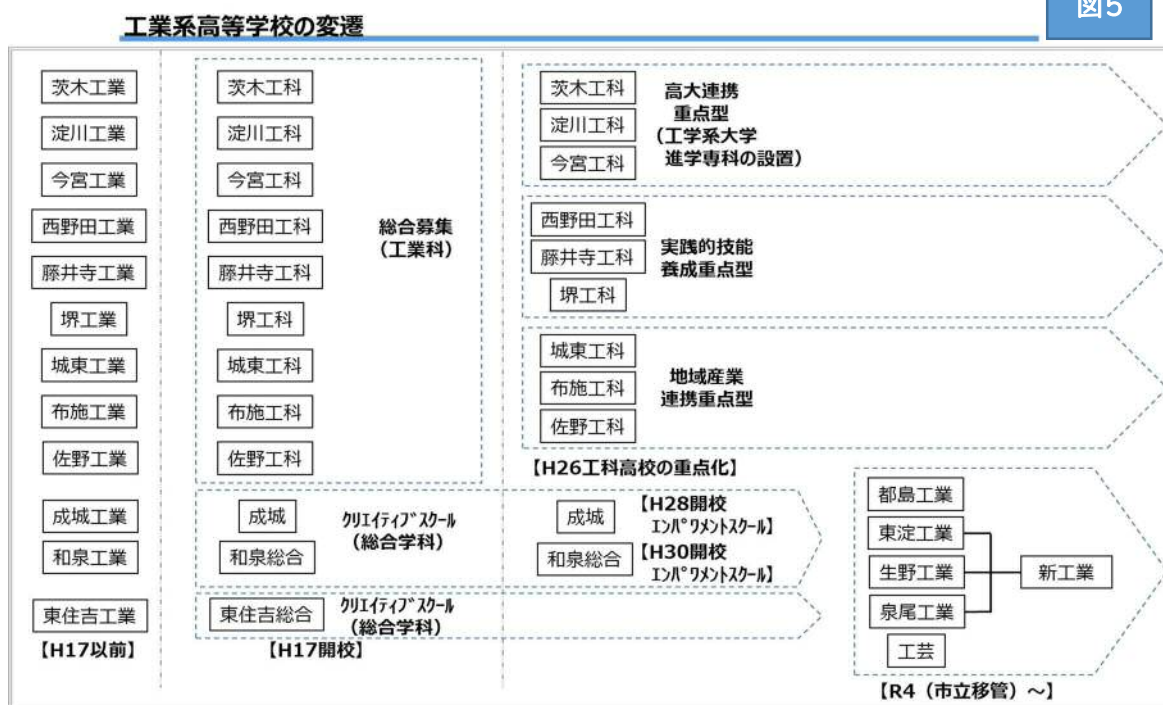 図5
工業系高等学校の変遷
茨木工業
淀川工業
今宮工業
西野田工業
藤井寺工業
堺工業
城東工業
布施工業
佐野工業
成城工業
和泉工業
東住吉工業
【H17以前】
茨木工科
淀川工科
今宮工科
西野田工科
藤井寺工科
堺工科
城東工科
布施工科
佐野工科
総合募集
（工業科）
成城
和泉総合
ｸﾘｴｲﾃｨﾌﾞｽｸｰﾙ
（総合学科）
東住吉総合
ｸﾘｴｲﾃｨﾌﾞｽｸｰﾙ
（総合学科）
【H17開校】
茨木工科
淀川工科
今宮工科
高大連携
重点型
（工学系大学
進学専科の設置）
西野田工科
藤井寺工科
堺工科
実践的技能
養成重点型
城東工科
布施工科
佐野工科
地域産業
連携重点型
【H26工科高校の重点化】
成城
【H28開校
ｴﾝﾊﾟﾜﾒﾝﾄｽｸｰﾙ】
和泉総合
【H30開校
ｴﾝﾊﾟﾜﾒﾝﾄｽｸｰﾙ】
都島工業
東淀工業
生野工業
泉尾工業
工芸
新工業
【R4（市立移管）～】